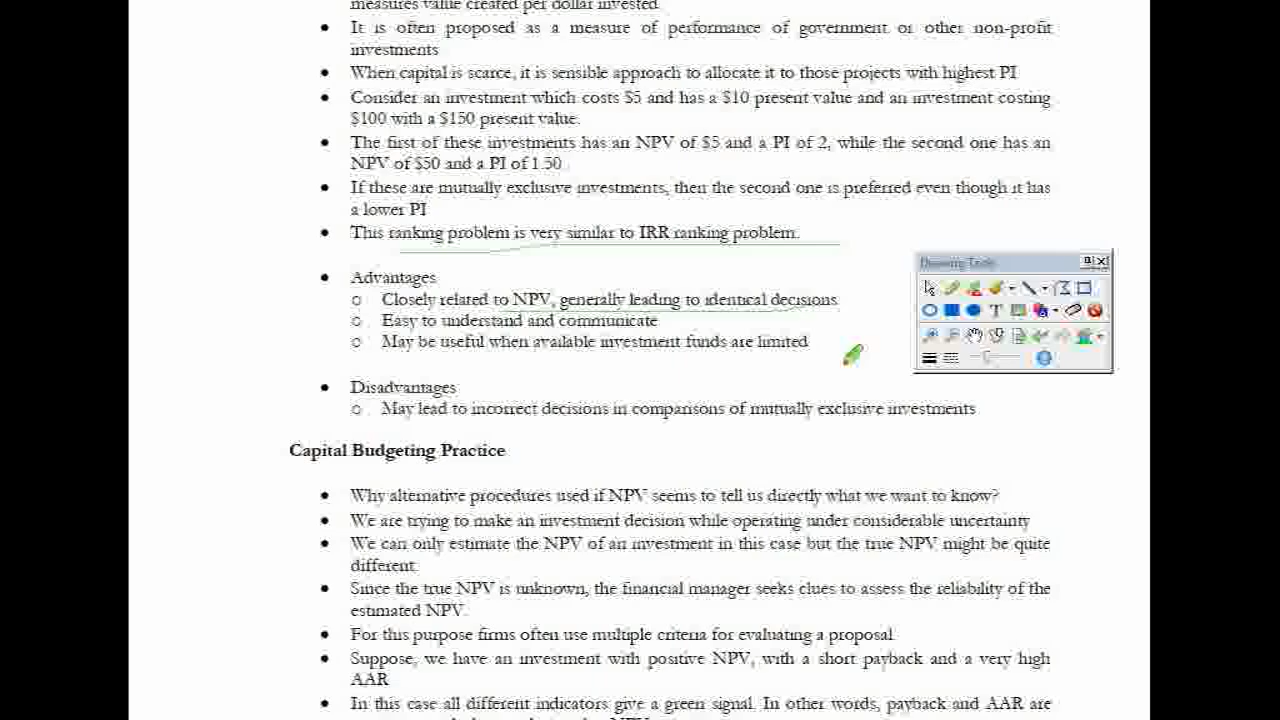 measures value created per dollar invested
• It is often proposed as a measure of performance of government or other non-profit
investments
• When capital is scarce, it is sensible approach to allocate it to those projects with highest PI
• Consider an investment which costs $5 and has a $10 present value and an investment costing
$100 with a $150 present value.
• The first of these investments has an NPV of $5 and a PI of 2, while the second one has an
NPV of $50 and a PI of 1.50
• If these are mutually exclusive investments, then the second one is preferred even though it has
a lower PI
• This ranking problem is very similar to IRR ranking problem.
• Advantages
o Closely related to NPV, generally leading to identical decisions
o Easy to understand and communicate
o May be useful when available investment funds are limited
Drawing Tools
• Disadvantages
o May lead to incorrect decisions in comparisons of mutually exclusive investments
Capital Budgeting Practice
• Why alternative procedures used if NPV seems to tell us directly what we want to know?
• We are trying to make an investment decision while operating under considerable uncertainty
• We can only estimate the NPV of an investment in this case but the true NPV might be quite
different
• Since the true NPV is unknown, the financial manager seeks clues to assess the reliability of the
estimated NPV.
• For this purpose firms often use multiple criteria for evaluating a proposal
• Suppose, we have an investment with positive NPV, with a short payback and a very high
AAR
• In this case all different indicators give a green signal. In other words, payback and AAR are